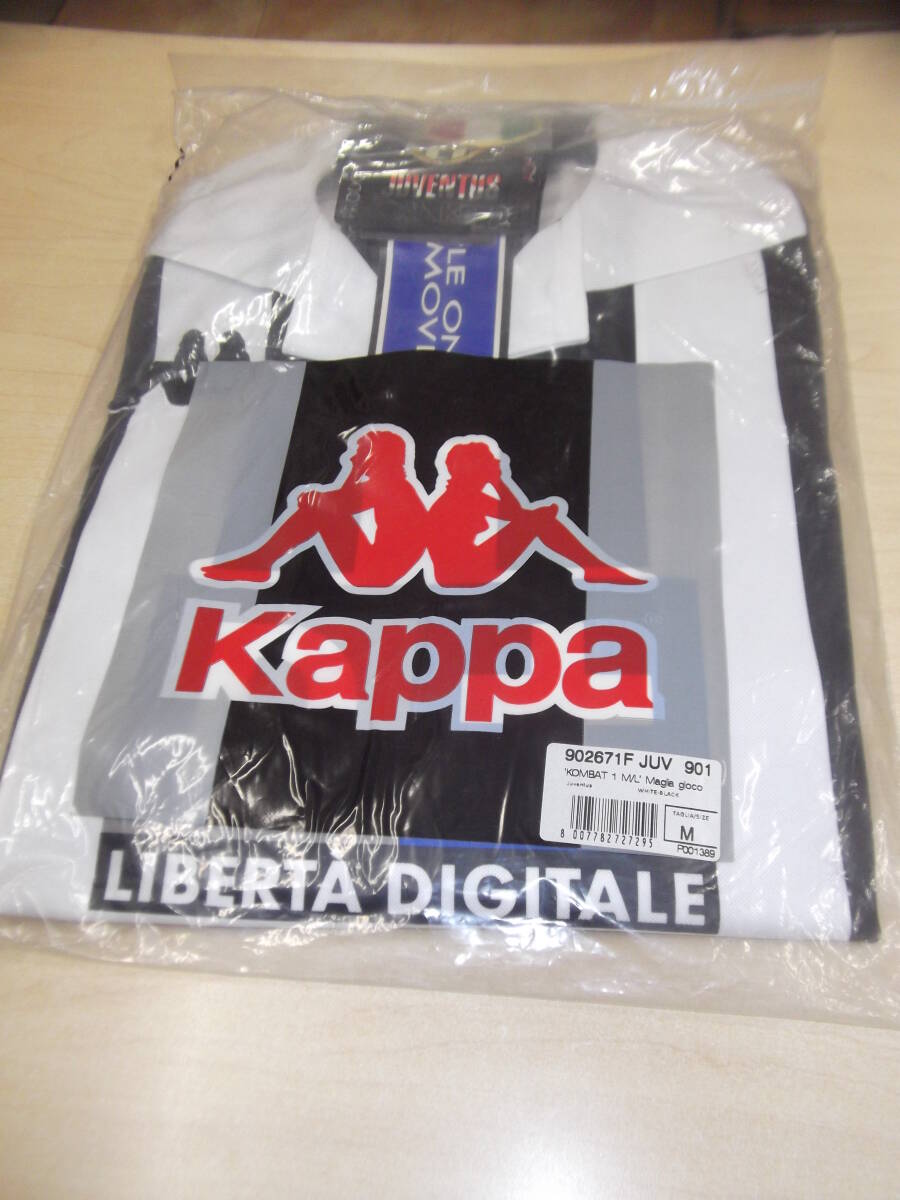 JUVENTUS
LE ON
MOVI
Kappa
902671F JUV 901
'KOMBAT 1 M/L' Maglia gioco
Juventus
WHITE-BLACK
TAGLIA/SIZE
M
8 007782 727295
P001389
LIBERTÀ DIGITALE